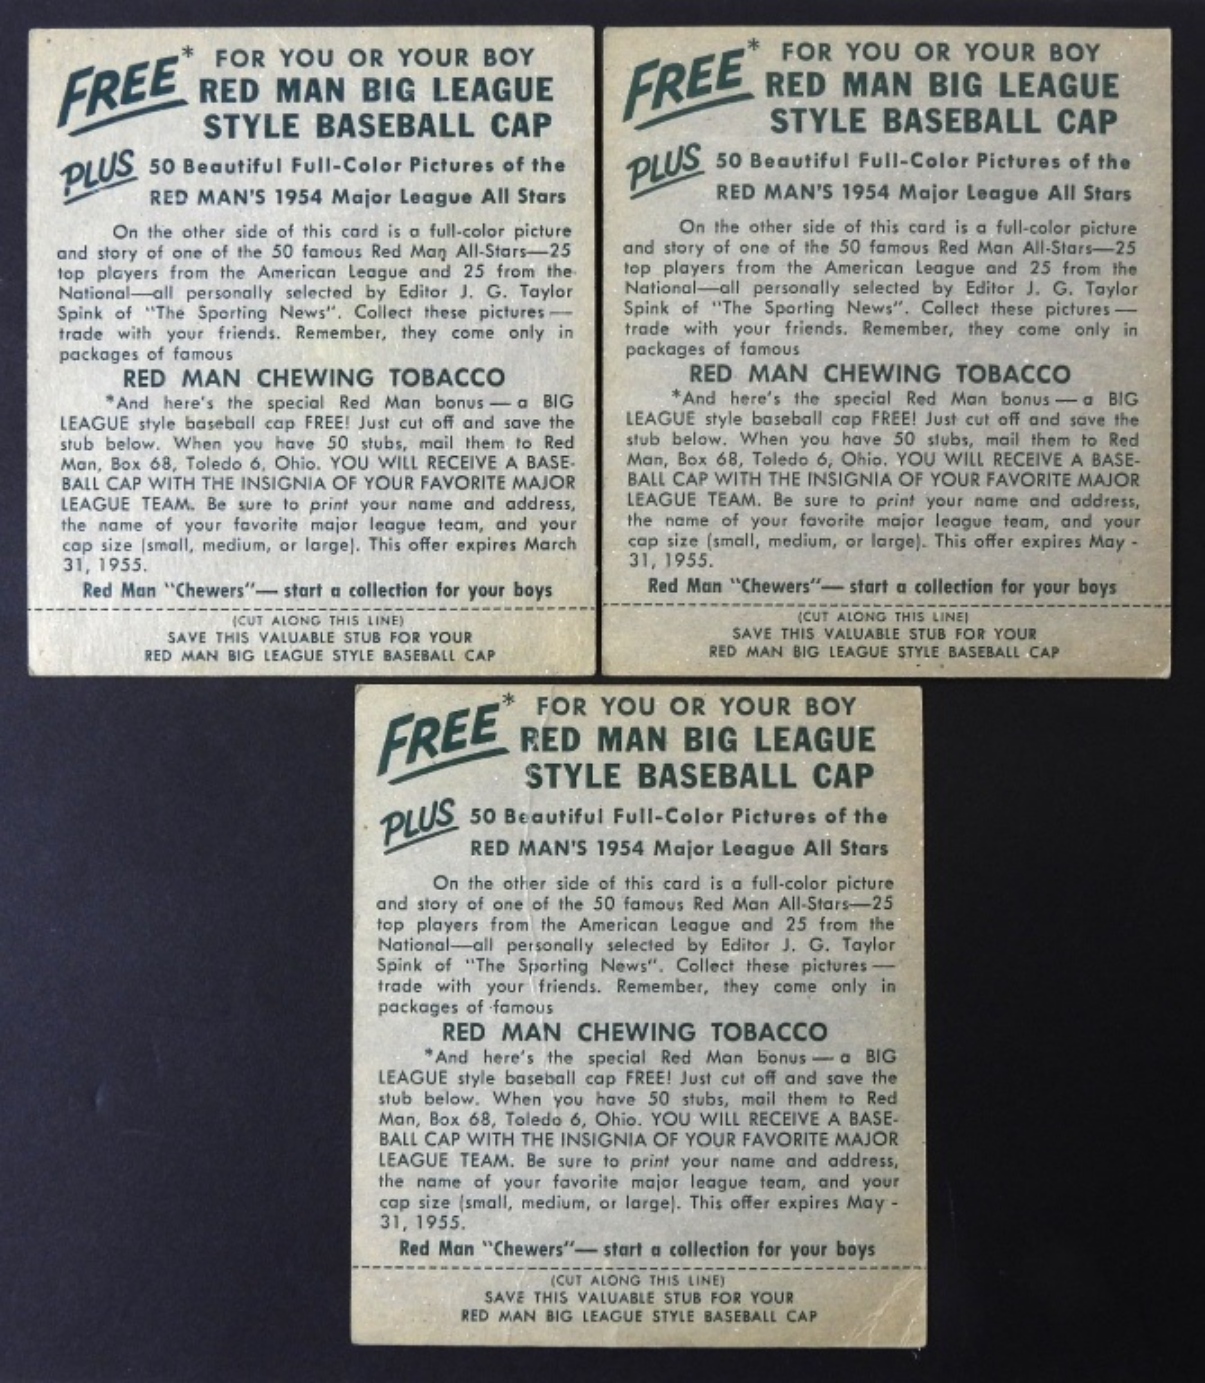 FREE* FOR YOU OR YOUR BOY
RED MAN BIG LEAGUE
STYLE BASEBALL CAP
PLUS 50 Beautiful Full-Color Pictures of the
RED MAN'S 1954 Major League All Stars
On the other side of this card is a full-color picture
and story of one of the 50 famous Red Man All-Stars—25
top players from the American League and 25 from the
National—all personally selected by Editor J. G. Taylor
Spink of "The Sporting News". Collect these pictures —
trade with your friends. Remember, they come only in
packages of famous
RED MAN CHEWING TOBACCO
*And here's the special Red Man bonus — a BIG
LEAGUE style baseball cap FREE! Just cut off and save the
stub below. When you have 50 stubs, mail them to Red
Man, Box 68, Toledo 6, Ohio. YOU WILL RECEIVE A BASE-
BALL CAP WITH THE INSIGNIA OF YOUR FAVORITE MAJOR
LEAGUE TEAM. Be sure to print your name and address,
the name of your favorite major league team, and your
cap size (small, medium, or large). This offer expires March
31, 1955.
Red Man "Chewers"— start a collection for your boys
(CUT ALONG THIS LINE)
SAVE THIS VALUABLE STUB FOR YOUR
RED MAN BIG LEAGUE STYLE BASEBALL CAP
FREE* FOR YOU OR YOUR BOY
RED MAN BIG LEAGUE
STYLE BASEBALL CAP
PLUS 50 Beautiful Full-Color Pictures of the
RED MAN'S 1954 Major League All Stars
On the other side of this card is a full-color picture
and story of one of the 50 famous Red Man All-Stars—25
top players from the American League and 25 from the
National—all personally selected by Editor J. G. Taylor
Spink of "The Sporting News". Collect these pictures —
trade with your friends. Remember, they come only in
packages of famous
RED MAN CHEWING TOBACCO
*And here's the special Red Man bonus — a BIG
LEAGUE style baseball cap FREE! Just cut off and save the
stub below. When you have 50 stubs, mail them to Red
Man, Box 68, Toledo 6, Ohio. YOU WILL RECEIVE A BASE-
BALL CAP WITH THE INSIGNIA OF YOUR FAVORITE MAJOR
LEAGUE TEAM. Be sure to print your name and address,
the name of your favorite major league team, and your
cap size (small, medium, or large). This offer expires May -
31, 1955.
Red Man "Chewers"— start a collection for your boys
(CUT ALONG THIS LINE)
SAVE THIS VALUABLE STUB FOR YOUR
RED MAN BIG LEAGUE STYLE BASEBALL CAP
FREE* FOR YOU OR YOUR BOY
RED MAN BIG LEAGUE
STYLE BASEBALL CAP
PLUS 50 Beautiful Full-Color Pictures of the
RED MAN'S 1954 Major League All Stars
On the other side of this card is a full-color picture
and story of one of the 50 famous Red Man All-Stars—25
top players from the American League and 25 from the
National—all personally selected by Editor J. G. Taylor
Spink of "The Sporting News". Collect these pictures —
trade with your friends. Remember, they come only in
packages of famous
RED MAN CHEWING TOBACCO
*And here's the special Red Man bonus — a BIG
LEAGUE style baseball cap FREE! Just cut off and save the
stub below. When you have 50 stubs, mail them to Red
Man, Box 68, Toledo 6, Ohio. YOU WILL RECEIVE A BASE-
BALL CAP WITH THE INSIGNIA OF YOUR FAVORITE MAJOR
LEAGUE TEAM. Be sure to print your name and address,
the name of your favorite major league team, and your
cap size (small, medium, or large). This offer expires May -
31, 1955.
Red Man "Chewers"— start a collection for your boys
(CUT ALONG THIS LINE)
SAVE THIS VALUABLE STUB FOR YOUR
RED MAN BIG LEAGUE STYLE BASEBALL CAP